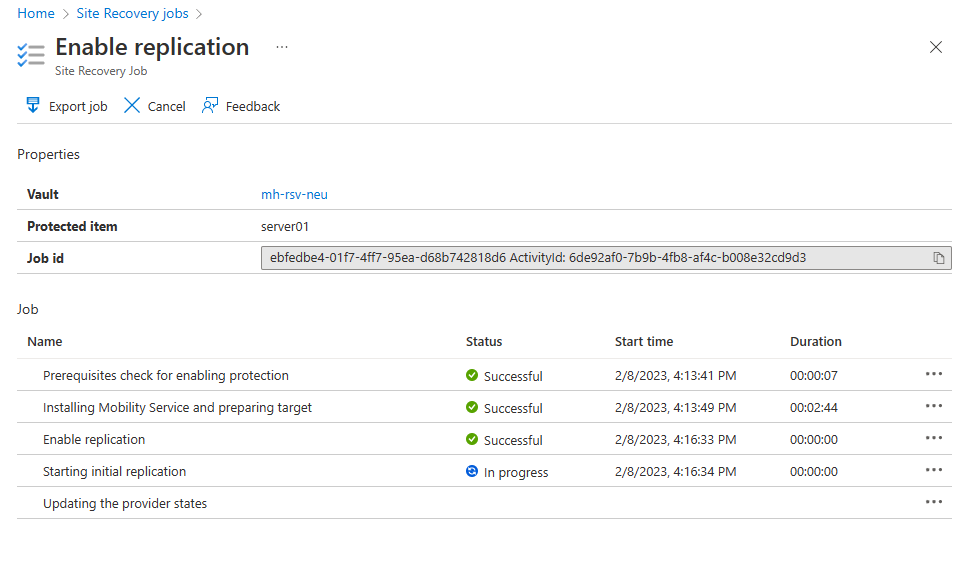 Home > Site Recovery jobs >
Enable replication ...
Site Recovery Job
Export job Cancel Feedback
Properties
Vault mh-rsv-neu
Protected item server01
Job id ebfedbe4-01f7-4ff7-95ea-d68b742818d6 ActivityId: 6de92af0-7b9b-4fb8-af4c-b008e32cd9d3
Job
Name Status Start time Duration
Prerequisites check for enabling protection Successful 2/8/2023, 4:13:41 PM 00:00:07
Installing Mobility Service and preparing target Successful 2/8/2023, 4:13:49 PM 00:02:44
Enable replication Successful 2/8/2023, 4:16:33 PM 00:00:00
Starting initial replication In progress 2/8/2023, 4:16:34 PM 00:00:00
Updating the provider states